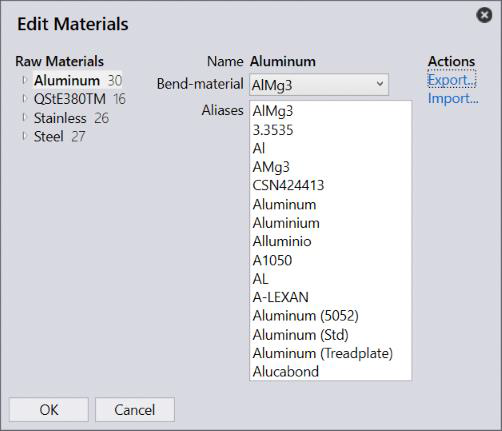 Edit Materials
Raw Materials
Aluminum 30
QStE380TM 16
Stainless 26
Steel 27
Name Aluminum
Bend-material AlMg3
Aliases
AlMg3
3.3535
Al
AMg3
CSN424413
Aluminum
Aluminium
Alluminio
A1050
AL
A-LEXAN
Aluminum (5052)
Aluminum (Std)
Aluminum (Treadplate)
Alucabond
Actions
Export...
Import...
OK
Cancel